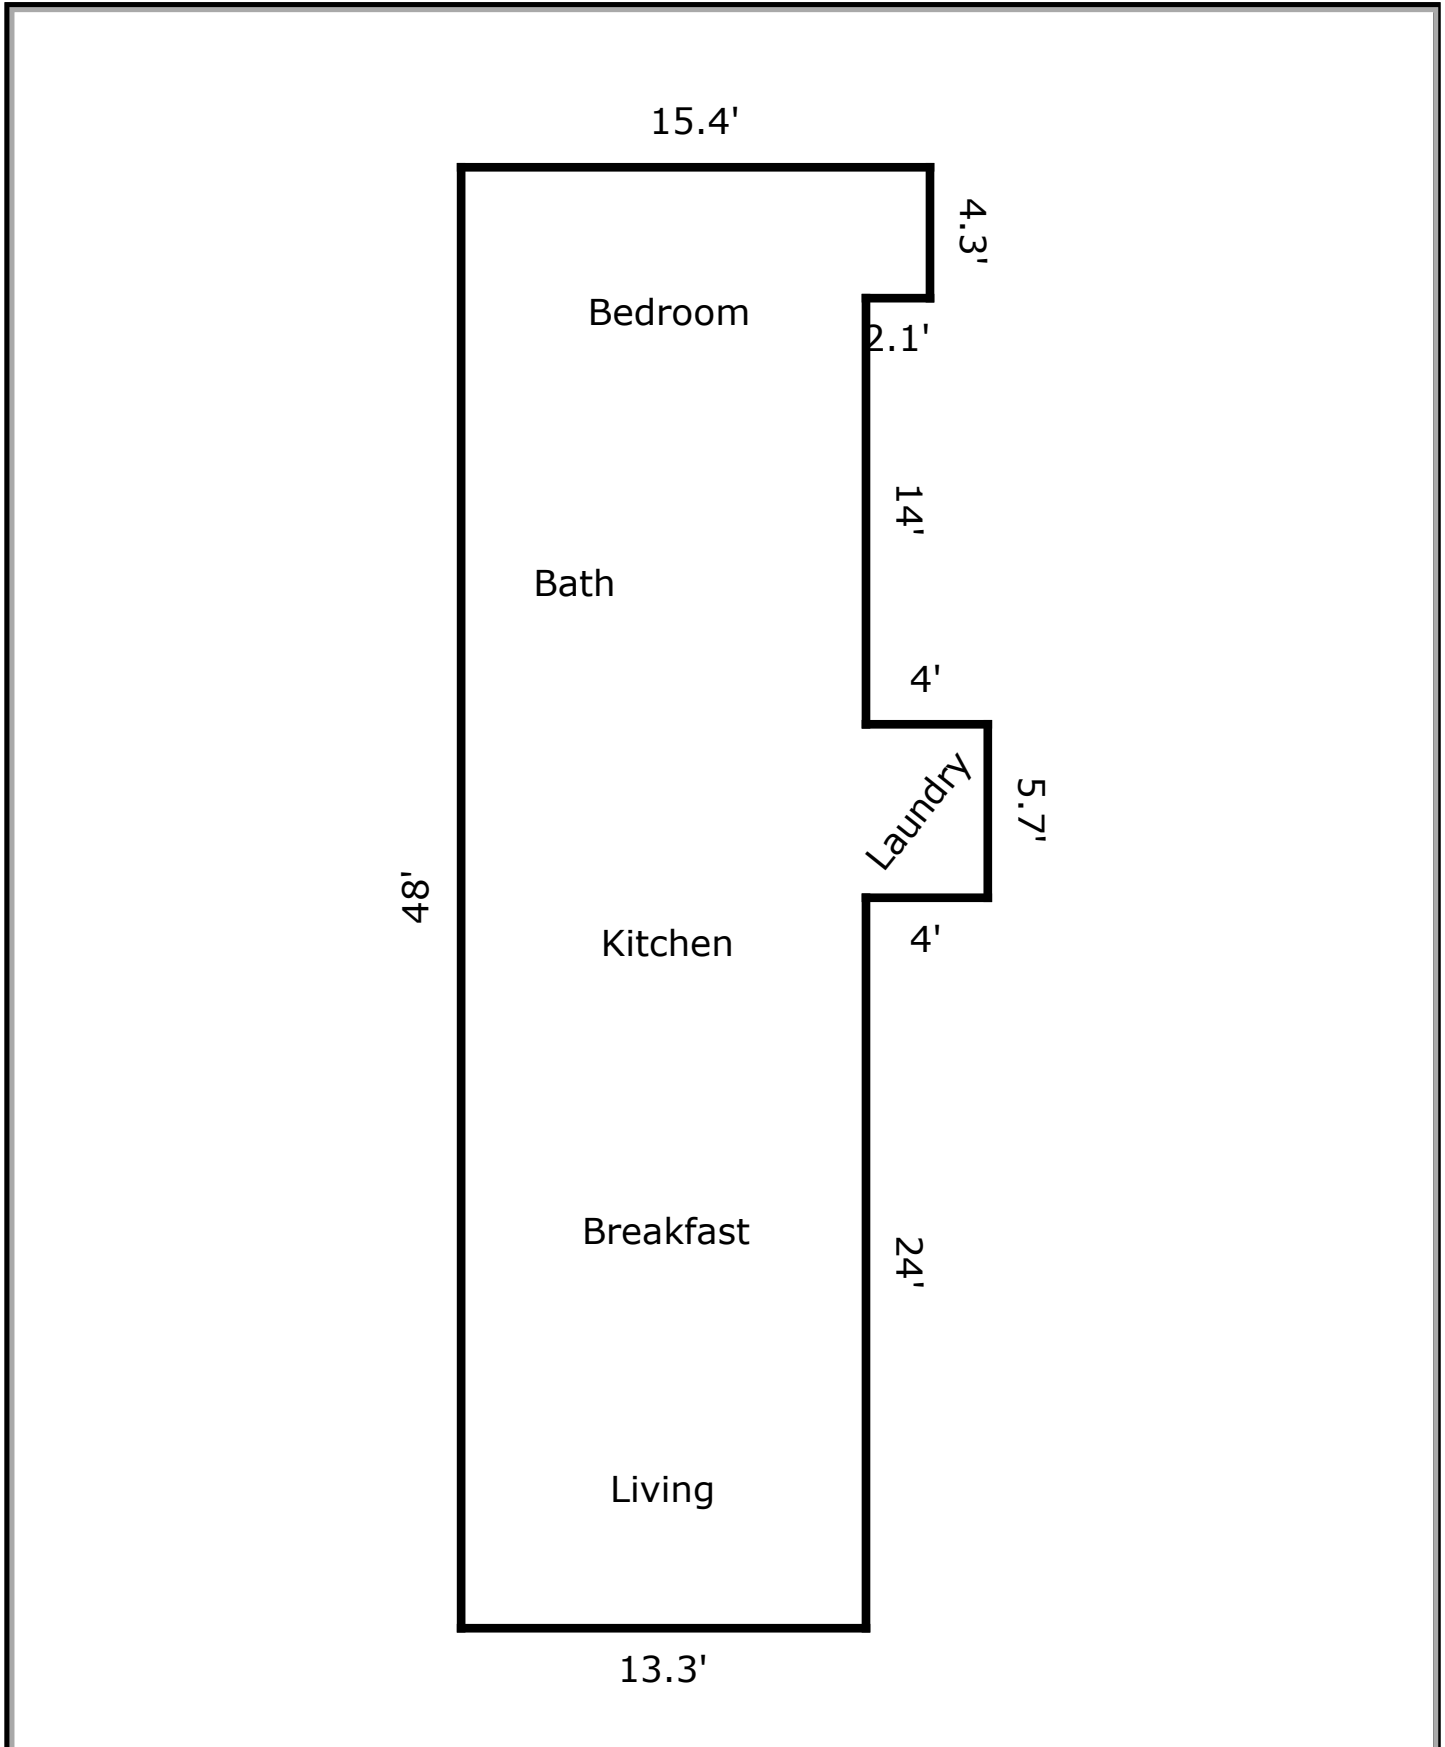 15.4'
4.3'
Bedroom
2.1'
14'
Bath
4'
Laundry
5.7'
48'
Kitchen
4'
Breakfast
24'
Living
13.3'